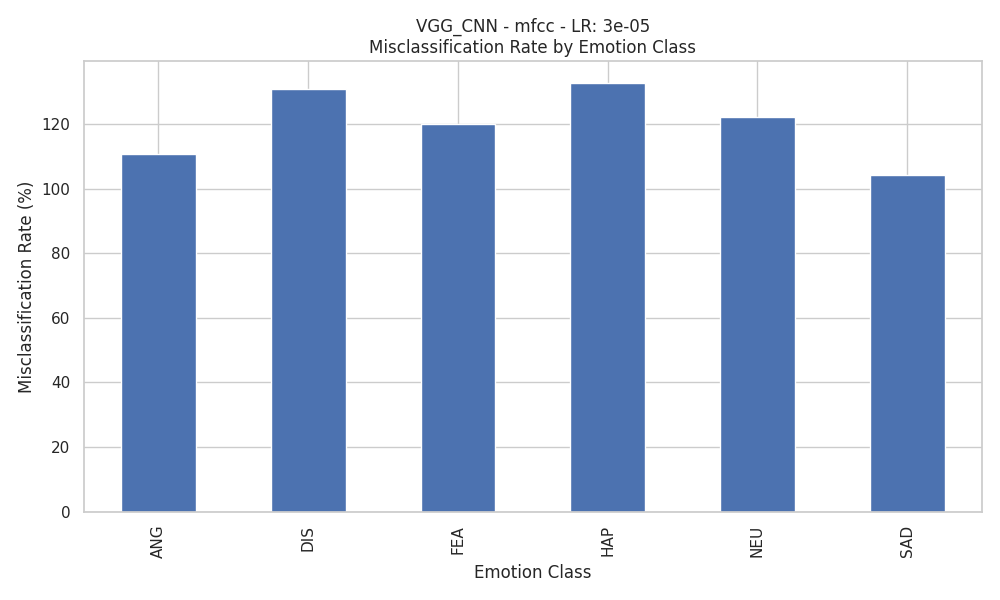 VGG_CNN - mfcc - LR: 3e-05
Misclassification Rate by Emotion Class
Misclassification Rate (%)
120
100
80
60
40
20
0
ANG
DIS
FEA
HAP
NEU
SAD
Emotion Class